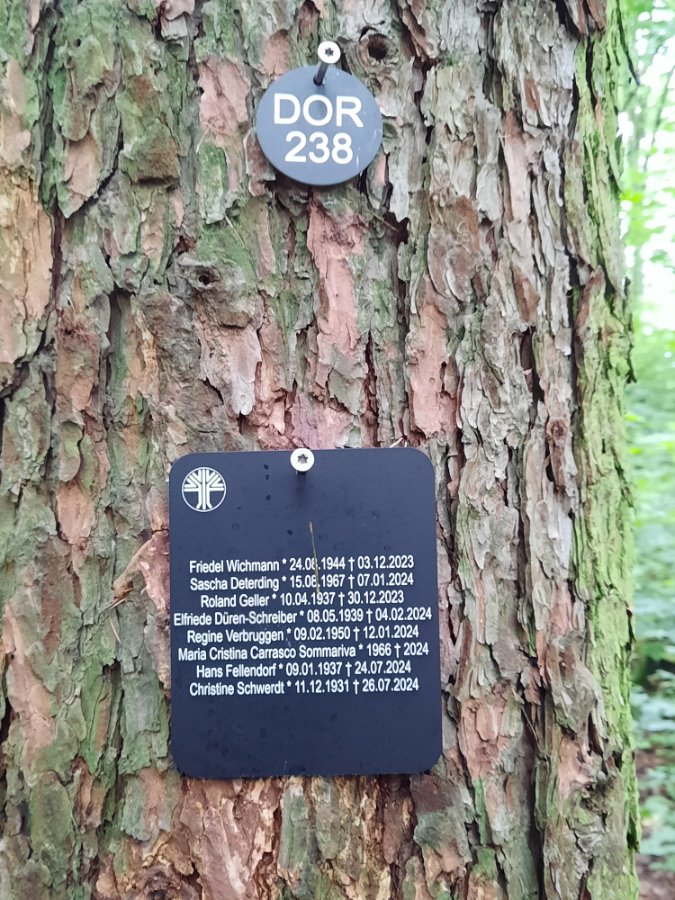 DOR
238
Friedel Wichmann * 24.08.1944 † 03.12.2023
Sascha Deterding * 15.08.1967 † 07.01.2024
Roland Geller * 10.04.1937 † 30.12.2023
Elfriede Düren-Schreiber * 08.05.1939 † 04.02.2024
Regine Verbruggen * 09.02.1950 † 12.01.2024
Maria Cristina Carrasco Sommariva * 1966 † 2024
Hans Fellendorf * 09.01.1937 † 24.07.2024
Christine Schwerdt * 11.12.1931 † 26.07.2024